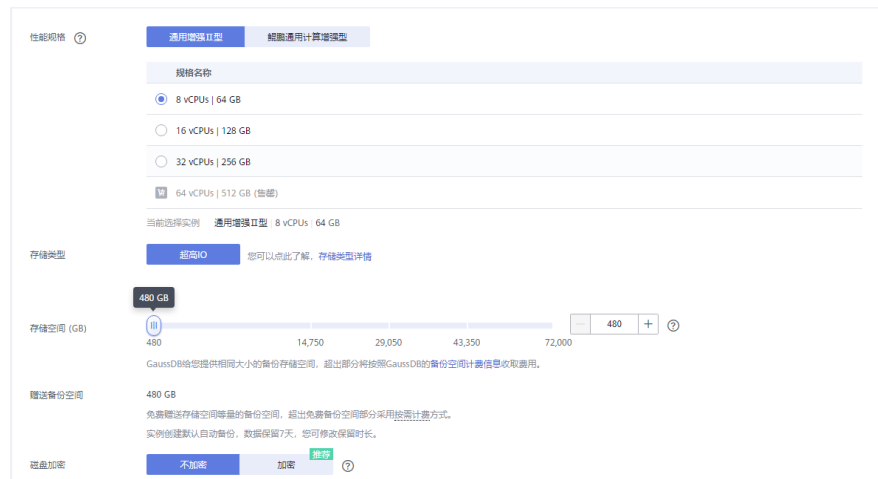 性能规格 ? 通用增强Ⅱ型 鲲鹏通用计算增强型
规格名称
8 vCPUs | 64 GB
16 vCPUs | 128 GB
32 vCPUs | 256 GB
64 vCPUs | 512 GB (售罄)
当前选择实例 通用增强Ⅱ型 | 8 vCPUs | 64 GB
存储类型 超高IO 您可以点此了解，存储类型详情
480 GB
存储空间 (GB) — 480 + ?
480 14,750 29,050 43,350 72,000
GaussDB给您提供相同大小的备份存储空间，超出部分将按照GaussDB的备份空间计费信息收取费用。
赠送备份空间 480 GB
免费赠送存储空间等量的备份空间，超出免费备份空间部分采用按需计费方式。
实例创建默认自动备份，数据保留7天，您可修改保留时长。
推荐
磁盘加密 不加密 加密 ?